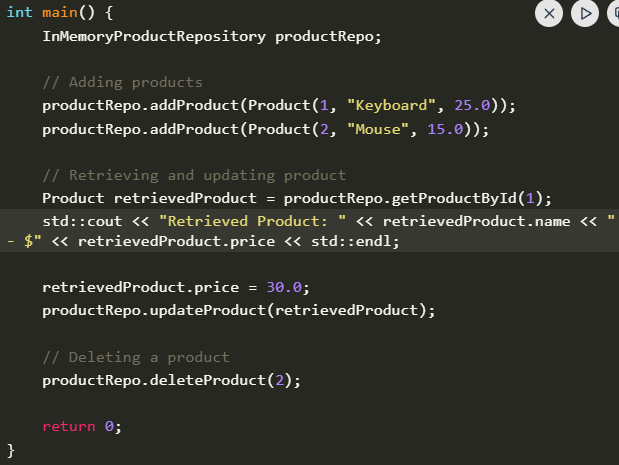 int main() {
    InMemoryProductRepository productRepo;

    // Adding products
    productRepo.addProduct(Product(1, "Keyboard", 25.0));
    productRepo.addProduct(Product(2, "Mouse", 15.0));

    // Retrieving and updating product
    Product retrievedProduct = productRepo.getProductById(1);
    std::cout << "Retrieved Product: " << retrievedProduct.name << "
- $" << retrievedProduct.price << std::endl;

    retrievedProduct.price = 30.0;
    productRepo.updateProduct(retrievedProduct);

    // Deleting a product
    productRepo.deleteProduct(2);

    return 0;
}